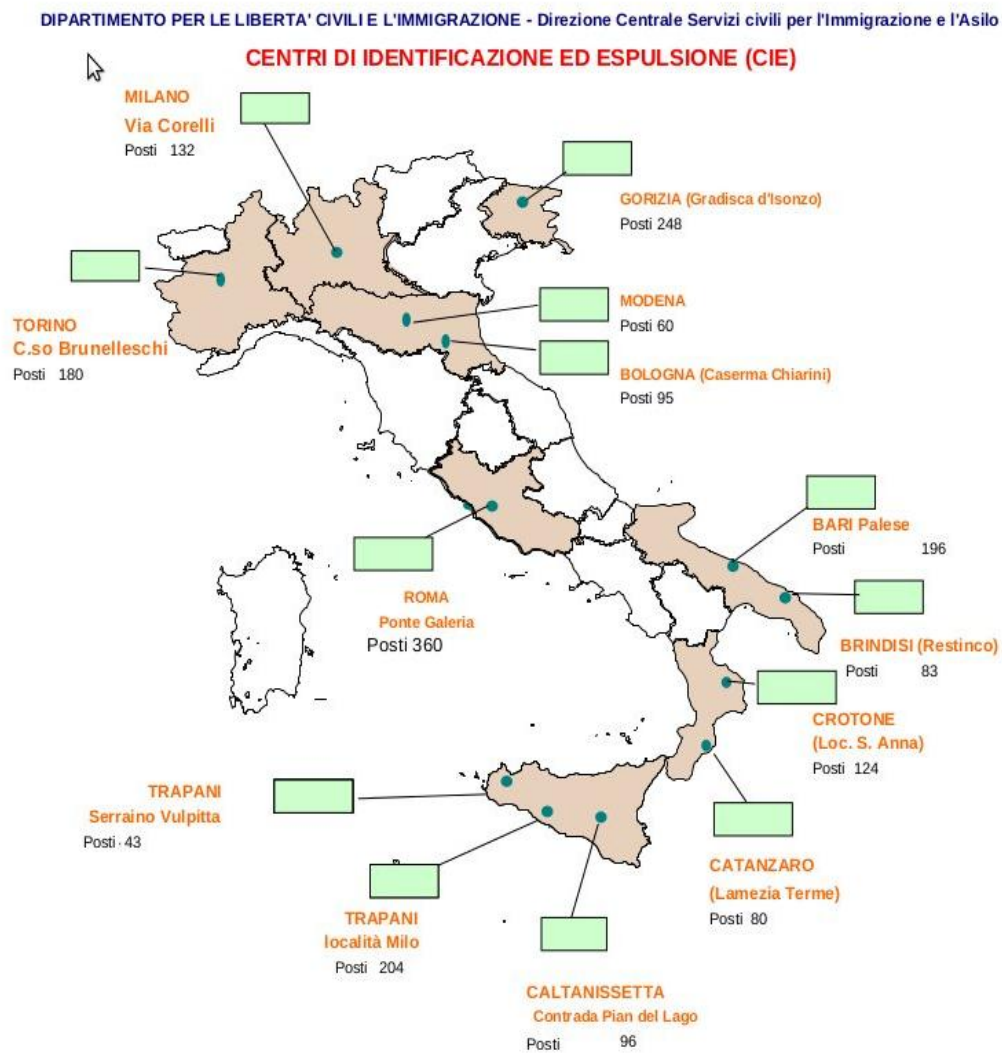 DIPARTIMENTO PER LE LIBERTA' CIVILI E L'IMMIGRAZIONE - Direzione Centrale Servizi civili per l'Immigrazione e l'Asilo
CENTRI DI IDENTIFICAZIONE ED ESPULSIONE (CIE)
MILANO
Via Corelli
Posti 132
GORIZIA (Gradisca d'Isonzo)
Posti 248
MODENA
Posti 60
TORINO
C.so Brunelleschi
Posti 180
BOLOGNA (Caserma Chiarini)
Posti 95
BARI Palese
Posti 196
ROMA
Ponte Galeria
Posti 360
BRINDISI (Restinco)
Posti 83
CROTONE
(Loc. S. Anna)
Posti 124
TRAPANI
Serraino Vulpitta
Posti 43
CATANZARO
(Lamezia Terme)
Posti 80
TRAPANI
località Milo
Posti 204
CALTANISSETTA
Contrada Pian del Lago
Posti 96